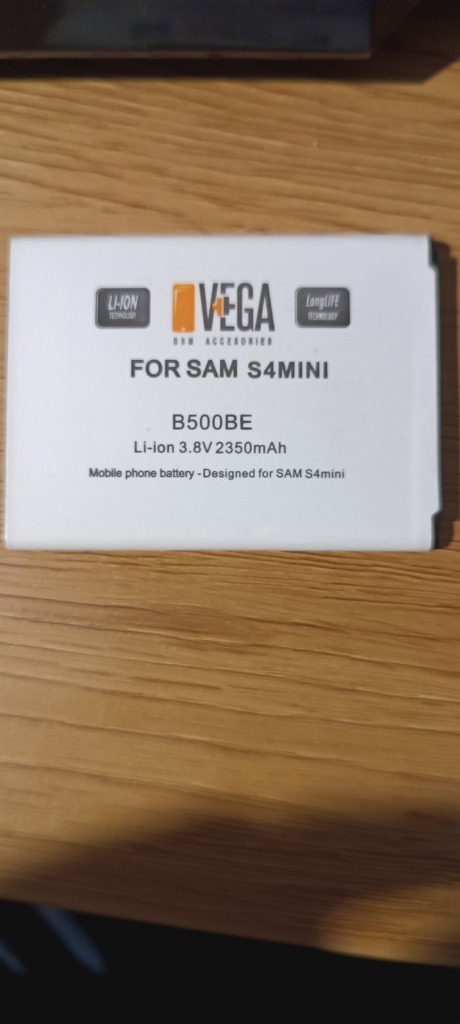 LI-ION
TECHNOLOGY
VEGA
GSM ACCESORIES
LongLIFE
TECHNOLOGY
FOR SAM S4MINI
B500BE
Li-ion 3.8V 2350mAh
Mobile phone battery - Designed for SAM S4mini